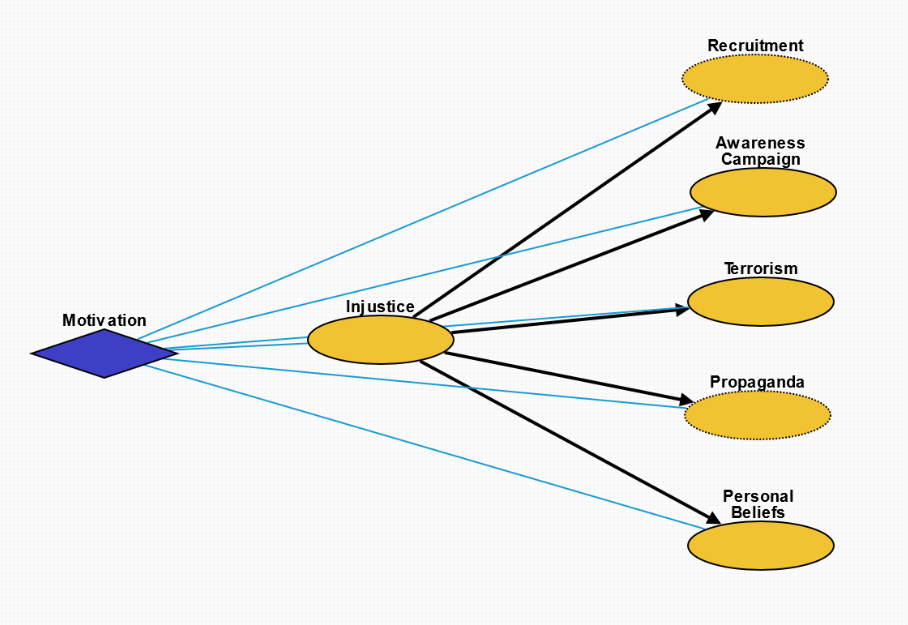 Recruitment
Awareness
Campaign
Terrorism
Injustice
Motivation
Propaganda
Personal
Beliefs